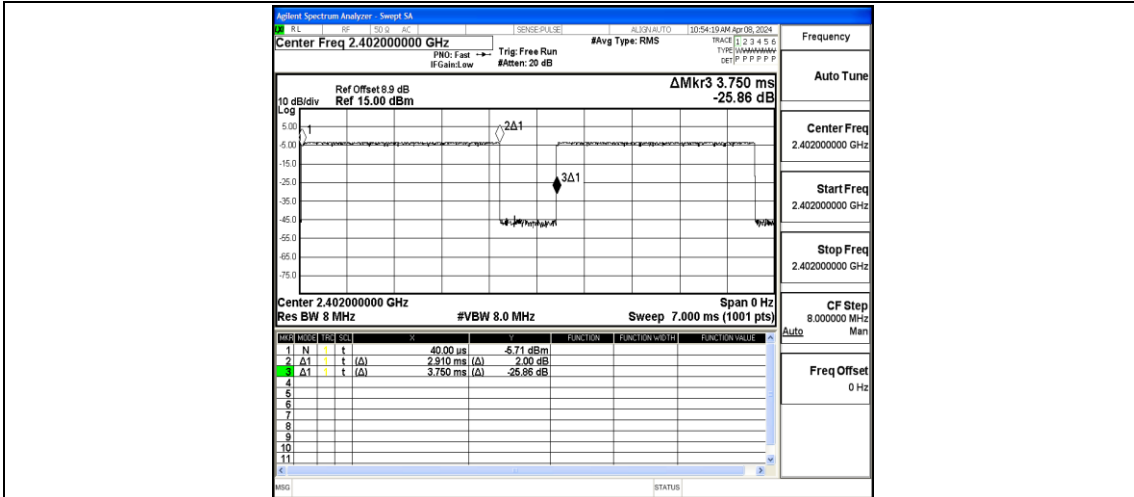 Agilent Spectrum Analyzer - Swept SA
RL RF 50 Ω AC SENSE:PULSE ALIGN AUTO 10:54:19 AM Apr 08, 2024
Center Freq 2.402000000 GHz #Avg Type: RMS TRACE 1 2 3 4 5 6
PNO: Fast Trig: Free Run TYPE WWWWWW
IFGain:Low #Atten: 20 dB DET P P P P P P
ΔMkr3 3.750 ms
-25.86 dB
Ref Offset 8.9 dB
10 dB/div Ref 15.00 dBm
Log
5.00
-5.00
-15.0
-25.0
-35.0
-45.0
-55.0
-65.0
-75.0
1
2Δ1
3Δ1
Center 2.402000000 GHz Span 0 Hz
Res BW 8 MHz #VBW 8.0 MHz Sweep 7.000 ms (1001 pts)
MKR MODE TRC SCL X Y FUNCTION FUNCTION WIDTH FUNCTION VALUE
1 N 1 t 40.00 us -5.71 dBm
2 Δ1 1 t (Δ) 2.910 ms (Δ) 2.00 dB
3 Δ1 1 t (Δ) 3.750 ms (Δ) -25.86 dB
4
5
6
7
8
9
10
11
MSG STATUS
Frequency
Auto Tune
Center Freq
2.402000000 GHz
Start Freq
2.402000000 GHz
Stop Freq
2.402000000 GHz
CF Step
8.000000 MHz
Auto Man
Freq Offset
0 Hz